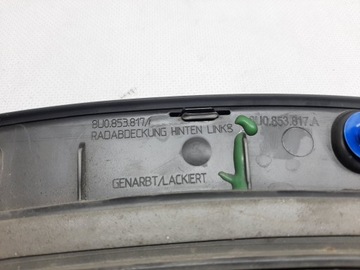 8U0.853.817/
RADABDECKUNG HINTEN LINKS
8U0.853.817.A
GENARBT/LACKIERT